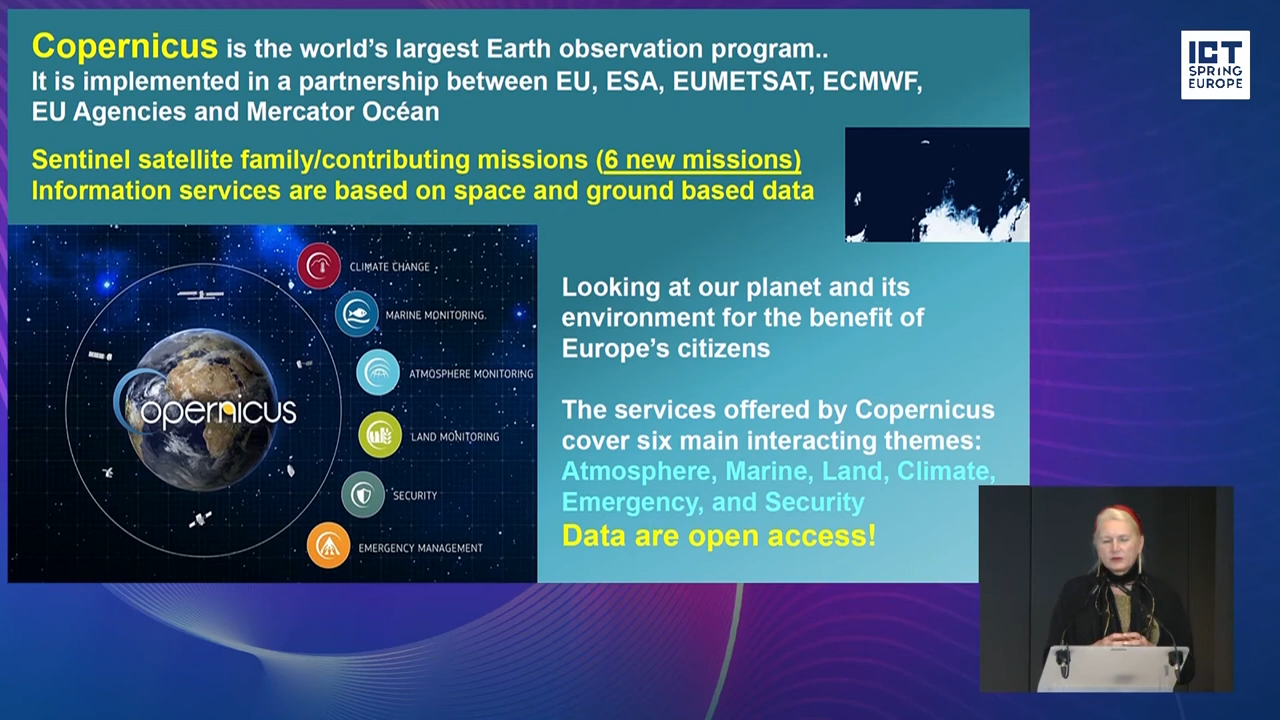 Copernicus is the world's largest Earth observation program..
It is implemented in a partnership between EU, ESA, EUMETSAT, ECMWF,
EU Agencies and Mercator Océan
Sentinel satellite family/contributing missions (6 new missions)
Information services are based on space and ground based data
CLIMATE CHANGE
MARINE MONITORING.
ATMOSPHERE MONITORING
LAND MONITORING
SECURITY
EMERGENCY MANAGEMENT
Copernicus
Looking at our planet and its
environment for the benefit of
Europe's citizens
The services offered by Copernicus
cover six main interacting themes:
Atmosphere, Marine, Land, Climate,
Emergency, and Security
Data are open access!
ICT
SPRING
EUROPE